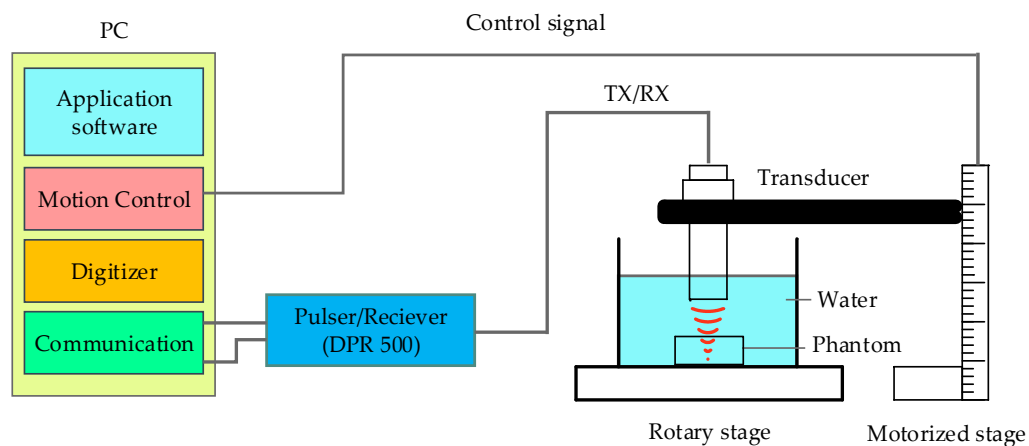 PC
Control signal
Application
software
TX/RX
Motion Control
Transducer
Digitizer
Water
Pulser/Reciever
(DPR 500)
Communication
Phantom
Rotary stage
Motorized stage